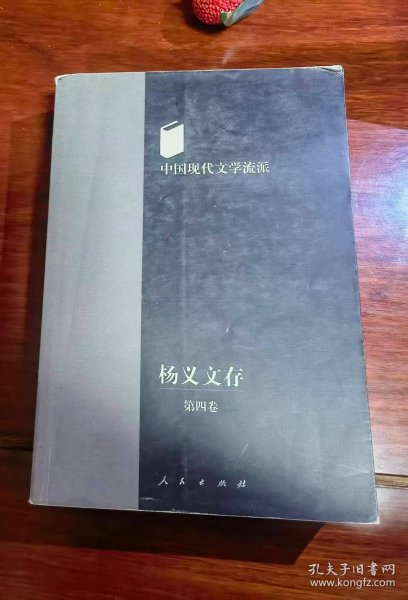 中国现代文学流派
杨义文存
第四卷
人民出版社
孔夫子旧书网
www.kongfz.com